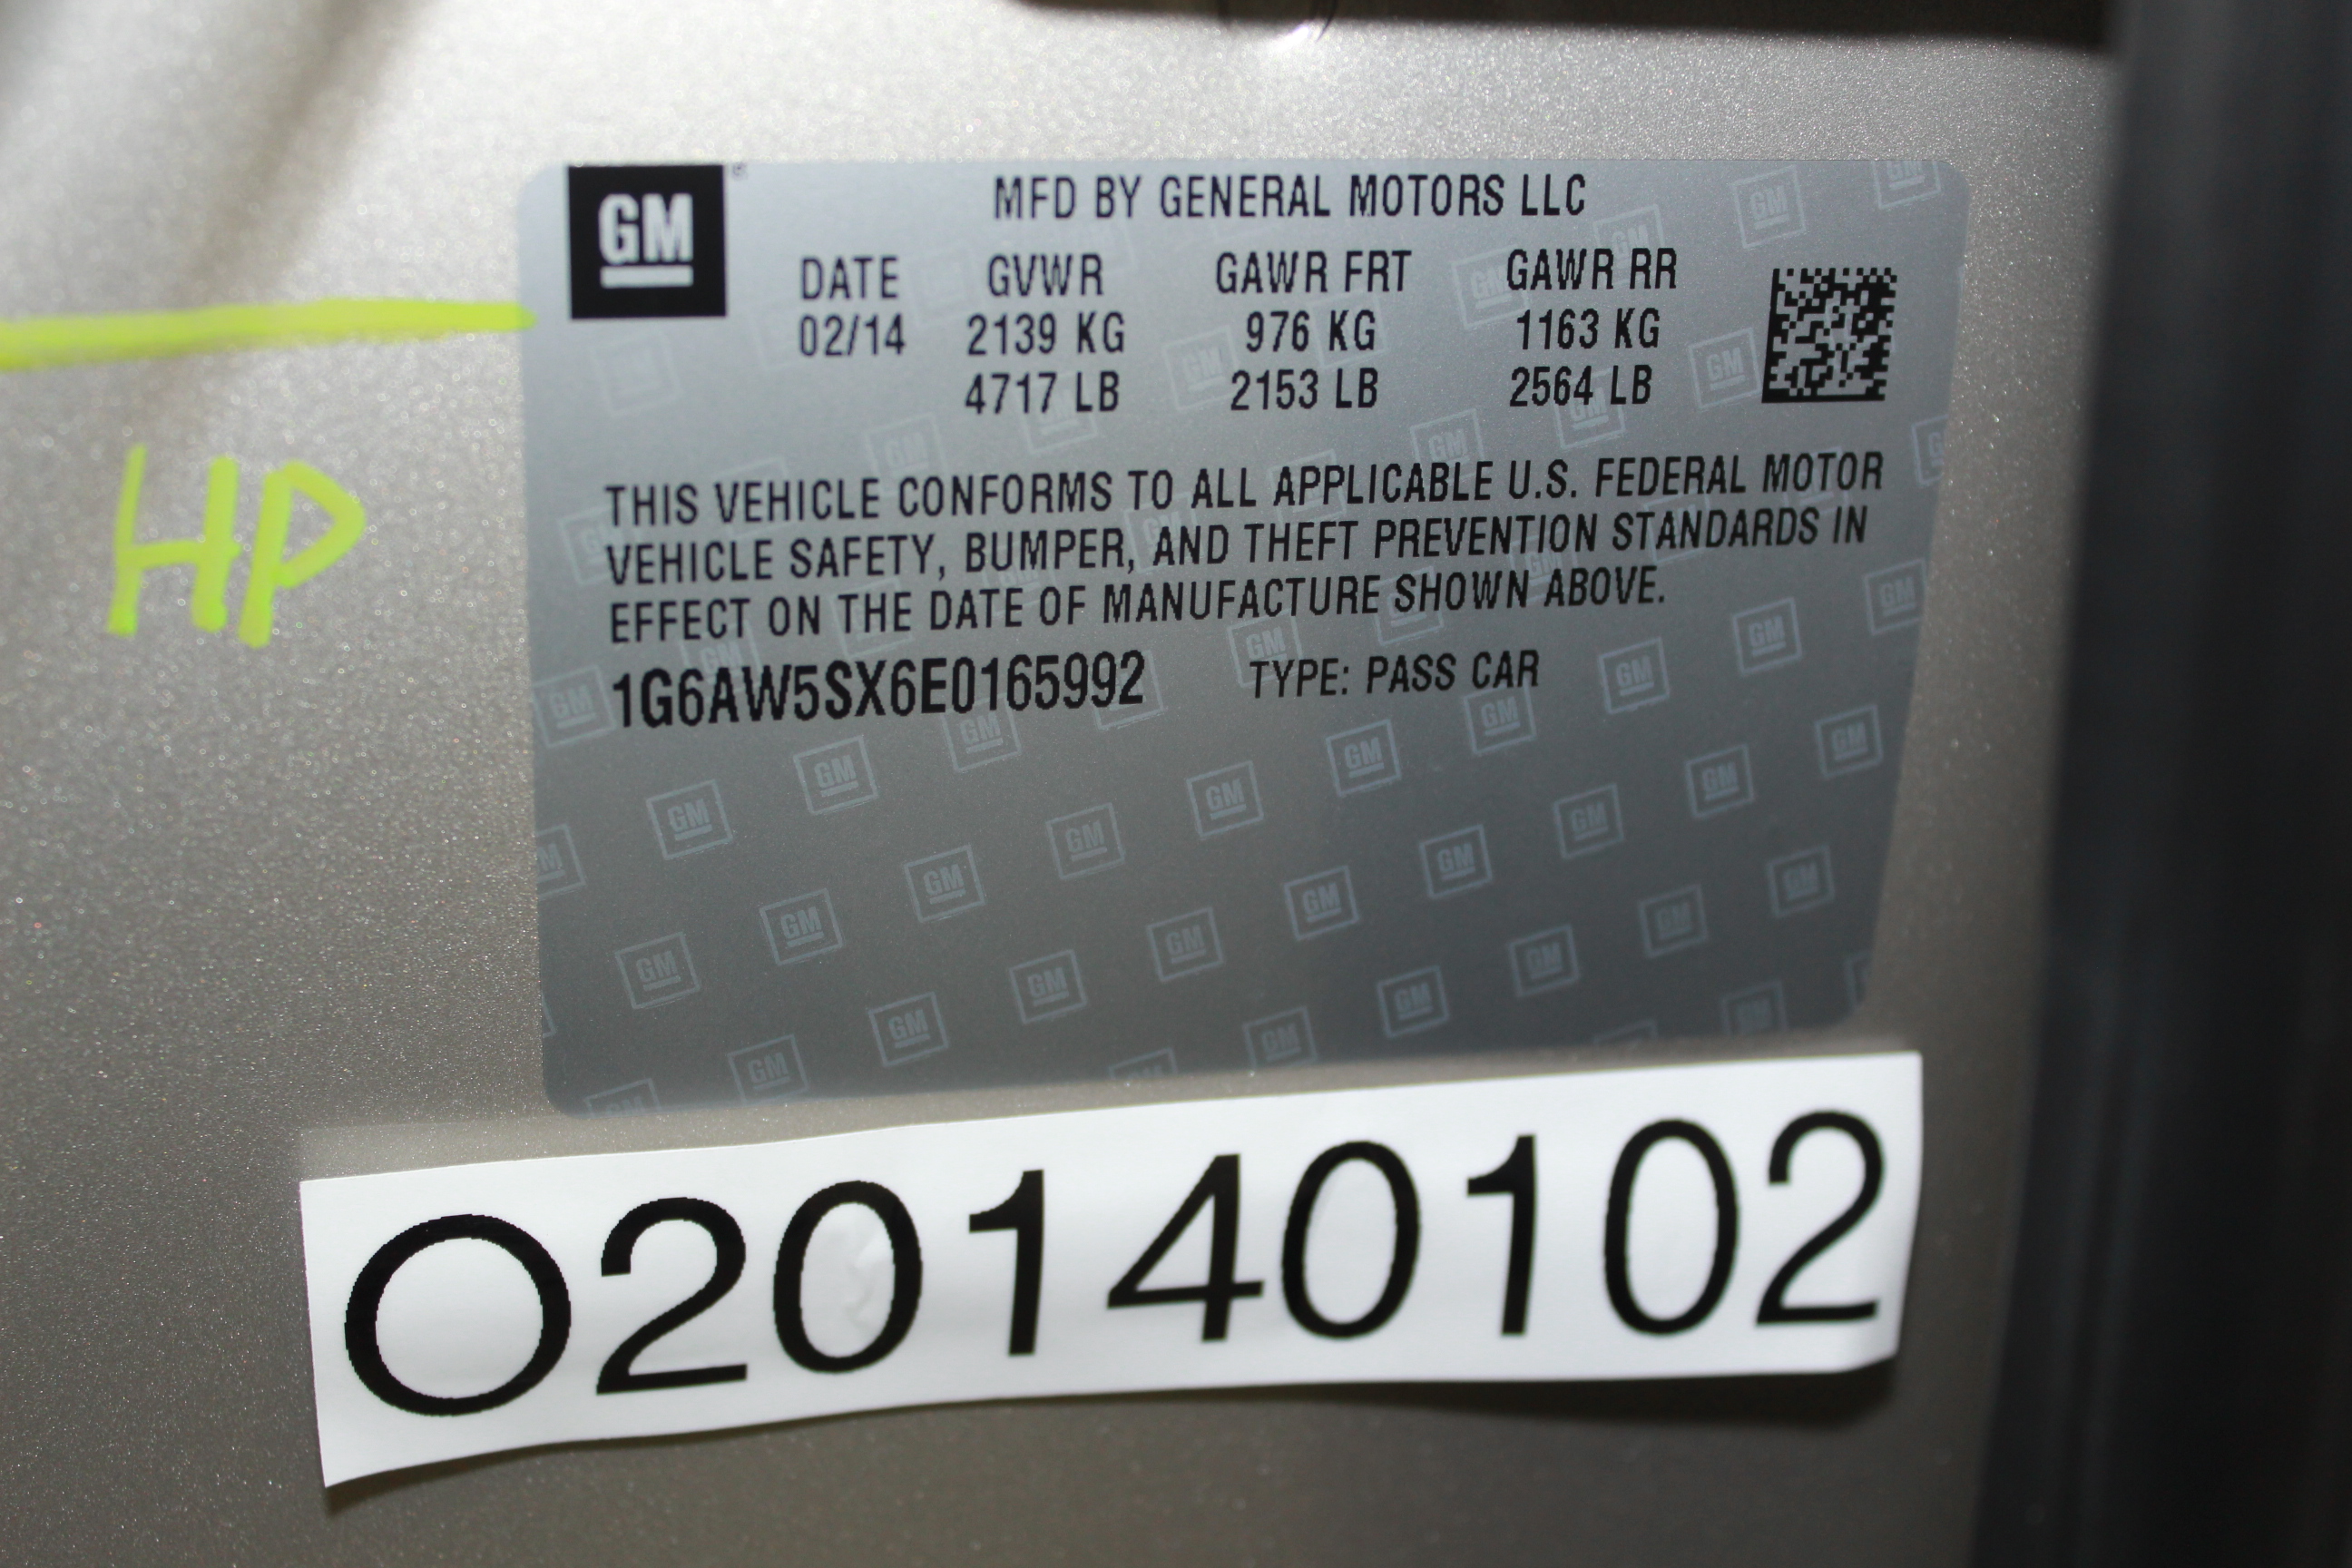 GM
MFD BY GENERAL MOTORS LLC
DATE GVWR GAWR FRT GAWR RR
02/14 2139 KG 976 KG 1163 KG
4717 LB 2153 LB 2564 LB
HP
THIS VEHICLE CONFORMS TO ALL APPLICABLE U.S. FEDERAL MOTOR
VEHICLE SAFETY, BUMPER, AND THEFT PREVENTION STANDARDS IN
EFFECT ON THE DATE OF MANUFACTURE SHOWN ABOVE.
1G6AW5SX6E0165992 TYPE: PASS CAR
O20140102